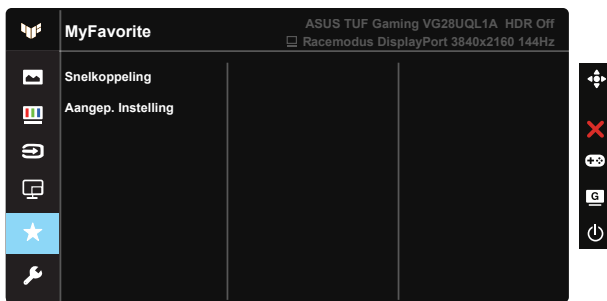 MyFavorite
ASUS TUF Gaming VG28UQL1A HDR Off
Racemodus DisplayPort 3840x2160 144Hz
Snelkoppeling
Aangep. Instelling
G